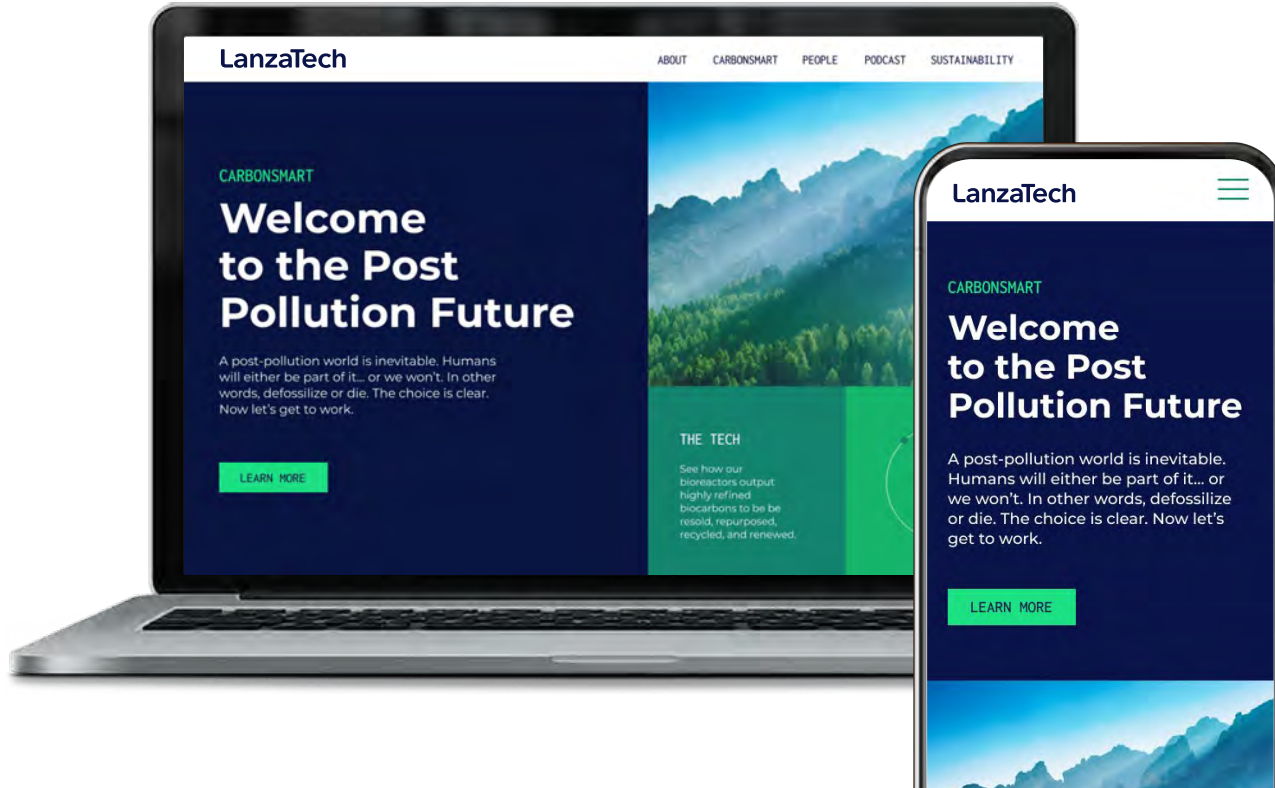 LanzaTech
ABOUT CARBONSMART PEOPLE PODCAST SUSTAINABILITY
CARBONSMART
Welcome
to the Post
Pollution Future
A post-pollution world is inevitable. Humans
will either be part of it... or we won't. In other
words, defossilize or die. The choice is clear.
Now let's get to work.
LEARN MORE
THE TECH
See how our
bioreactors output
highly refined
biocarbons to be be
resold, repurposed,
recycled, and renewed.
LanzaTech
CARBONSMART
Welcome
to the Post
Pollution Future
A post-pollution world is inevitable.
Humans will either be part of it... or
we won't. In other words, defossilize
or die. The choice is clear. Now let's
get to work.
LEARN MORE